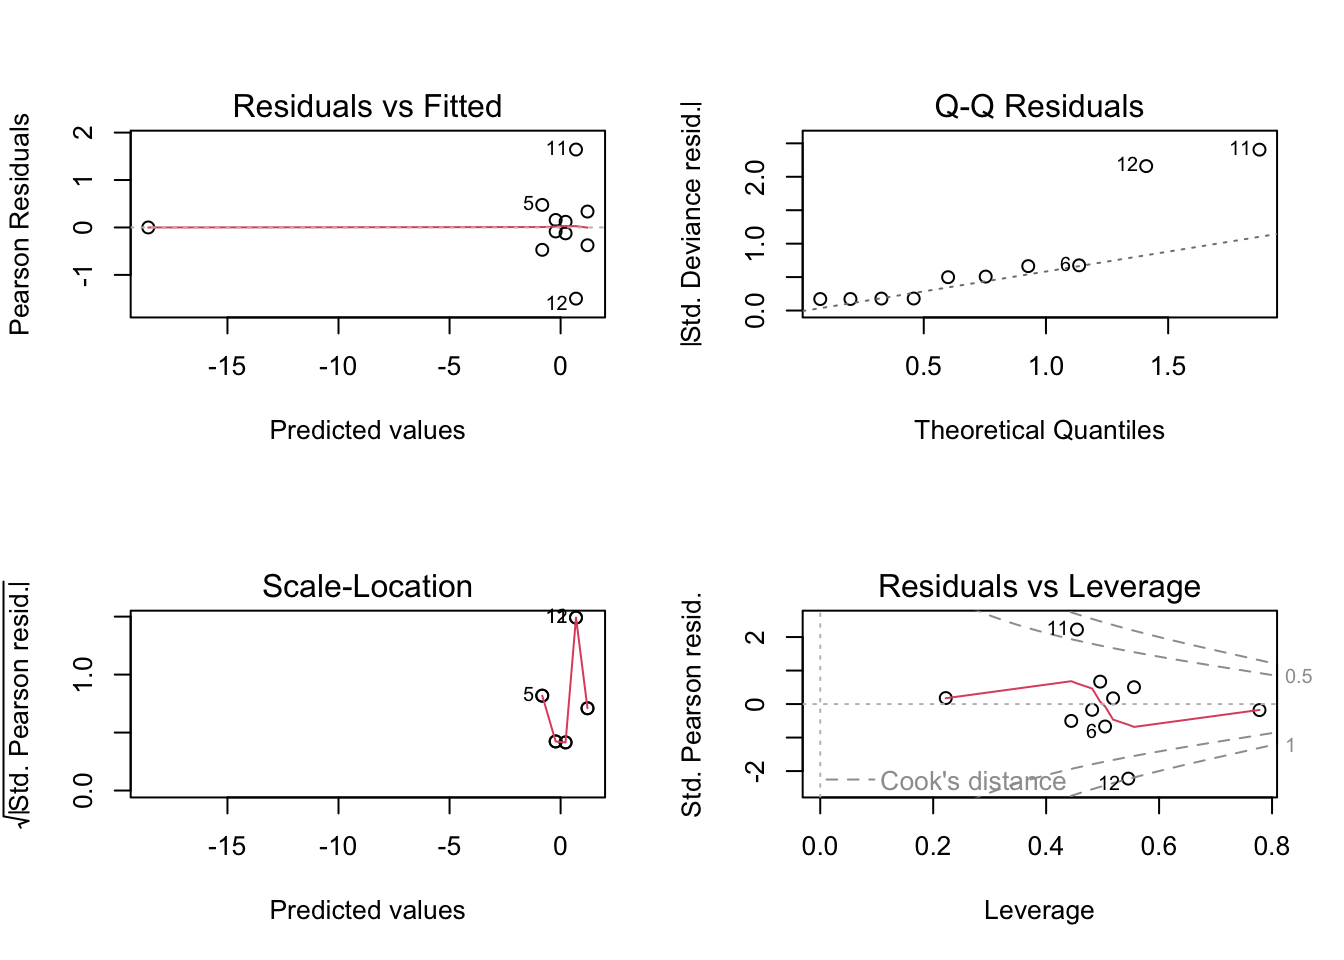 Residuals vs Fitted
Pearson Residuals
2
1
0
-1
11
5
12
-15 -10 -5 0
Predicted values
Q-Q Residuals
|Std. Deviance resid.|
2.0
1.0
0.0
12
11
6
0.5 1.0 1.5
Theoretical Quantiles
Scale-Location
√|Std. Pearson resid.|
1.0
0.0
12
5
-15 -10 -5 0
Predicted values
Residuals vs Leverage
Std. Pearson resid.
2
0
-2
11
6
12
Cook's distance
0.5
1
0.0 0.2 0.4 0.6 0.8
Leverage